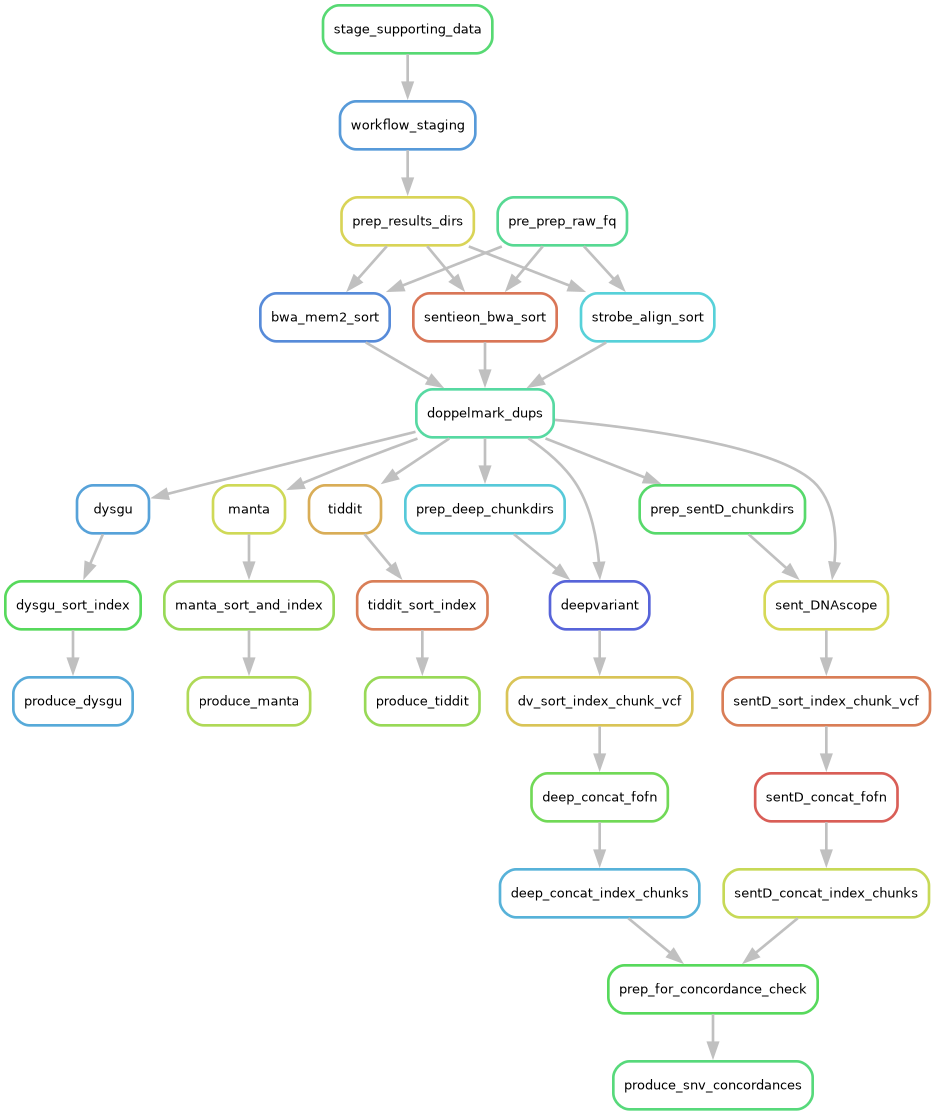 stage_supporting_data
workflow_staging
prep_results_dirs
pre_prep_raw_fq
bwa_mem2_sort
sentieon_bwa_sort
strobe_align_sort
doppelmark_dups
dysgu
manta
tiddit
prep_deep_chunkdirs
prep_sentD_chunkdirs
dysgu_sort_index
manta_sort_and_index
tiddit_sort_index
deepvariant
sent_DNAscope
produce_dysgu
produce_manta
produce_tiddit
dv_sort_index_chunk_vcf
sentD_sort_index_chunk_vcf
deep_concat_fofn
sentD_concat_fofn
deep_concat_index_chunks
sentD_concat_index_chunks
prep_for_concordance_check
produce_snv_concordances